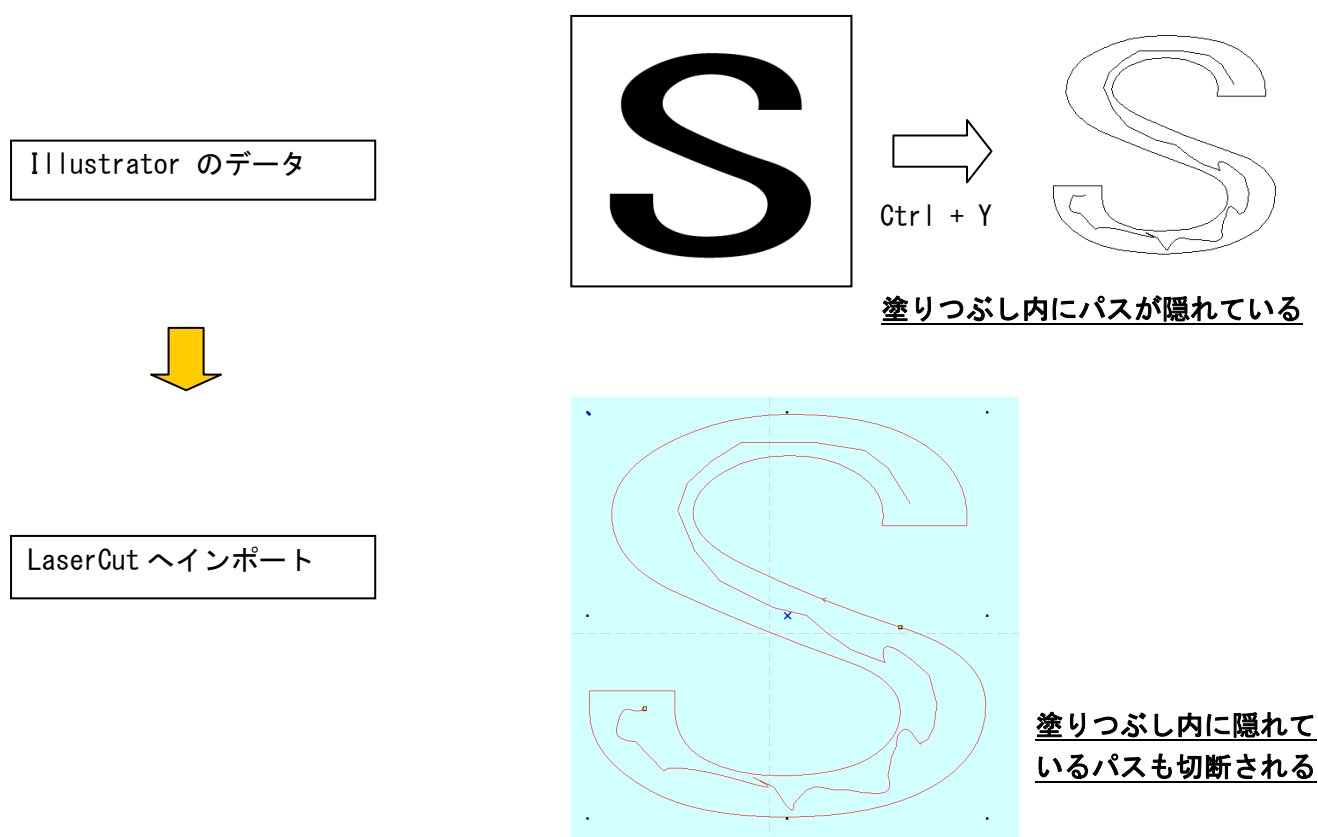 Illustrator のデータ
Ctrl + Y
塗りつぶし内にパスが隠れている
LaserCut へインポート
塗りつぶし内に隠れて
いるパスも切断される
S